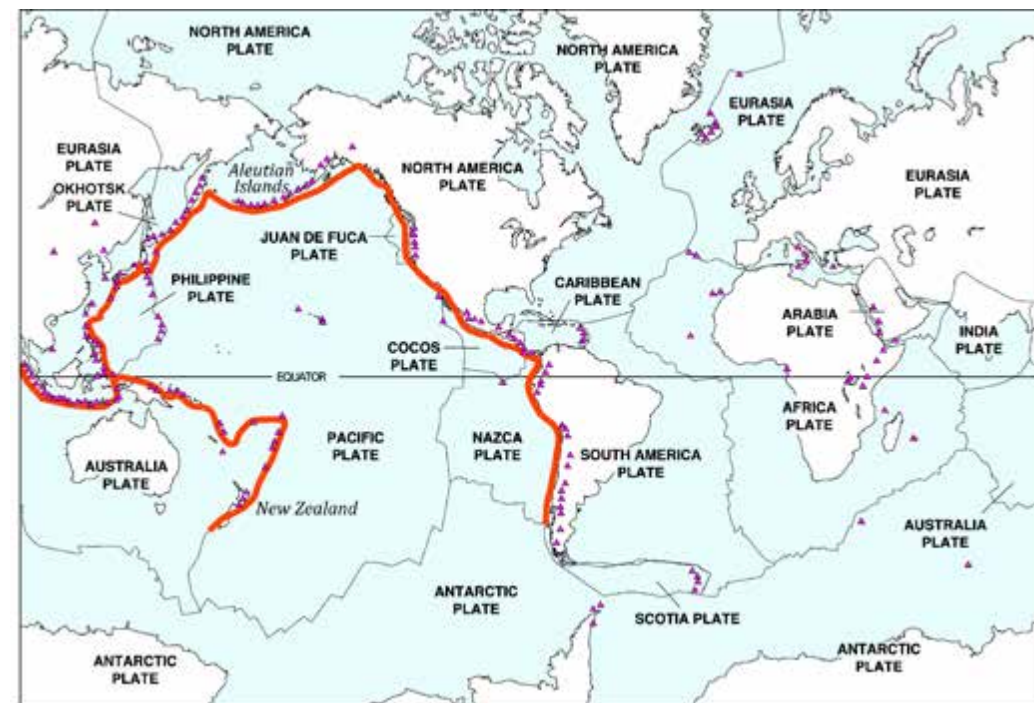 NORTH AMERICA
PLATE
NORTH AMERICA
PLATE
EURASIA
PLATE
EURASIA
PLATE
OKHOTSK
PLATE
Aleutian
Islands
NORTH AMERICA
PLATE
EURASIA
PLATE
JUAN DE FUCA
PLATE
PHILIPPINE
PLATE
CARIBBEAN
PLATE
ARABIA
PLATE
INDIA
PLATE
COCOS
PLATE
EQUATOR
AFRICA
PLATE
AUSTRALIA
PLATE
PACIFIC
PLATE
NAZCA
PLATE
SOUTH AMERICA
PLATE
New Zealand
AUSTRALIA
PLATE
ANTARCTIC
PLATE
SCOTIA PLATE
ANTARCTIC
PLATE
ANTARCTIC
PLATE